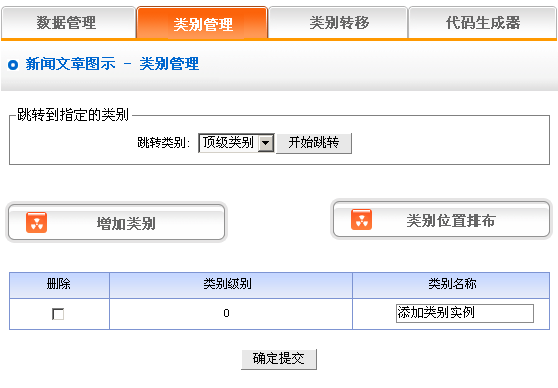 数据管理 类别管理 类别转移 代码生成器
新闻文章图示 - 类别管理
跳转到指定的类别
跳转类别: 顶级类别 开始跳转
增加类别 类别位置排布
删除 类别级别 类别名称
0 添加类别实例
确定提交